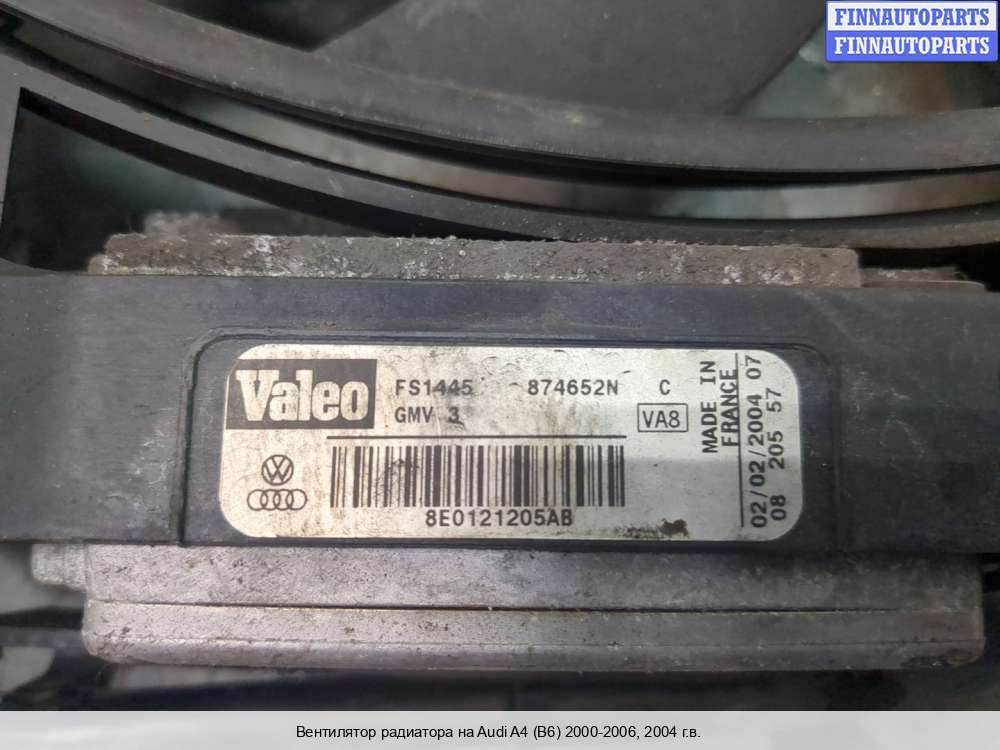 FINNAUTOPARTS
FINNAUTOPARTS
Valeo
FS1445 874652N C
GMV 3 VA8
8E0121205AB
MADE IN
FRANCE
02/02/2004 07
08 205 57
Вентилятор радиатора на Audi A4 (B6) 2000-2006, 2004 г.в.